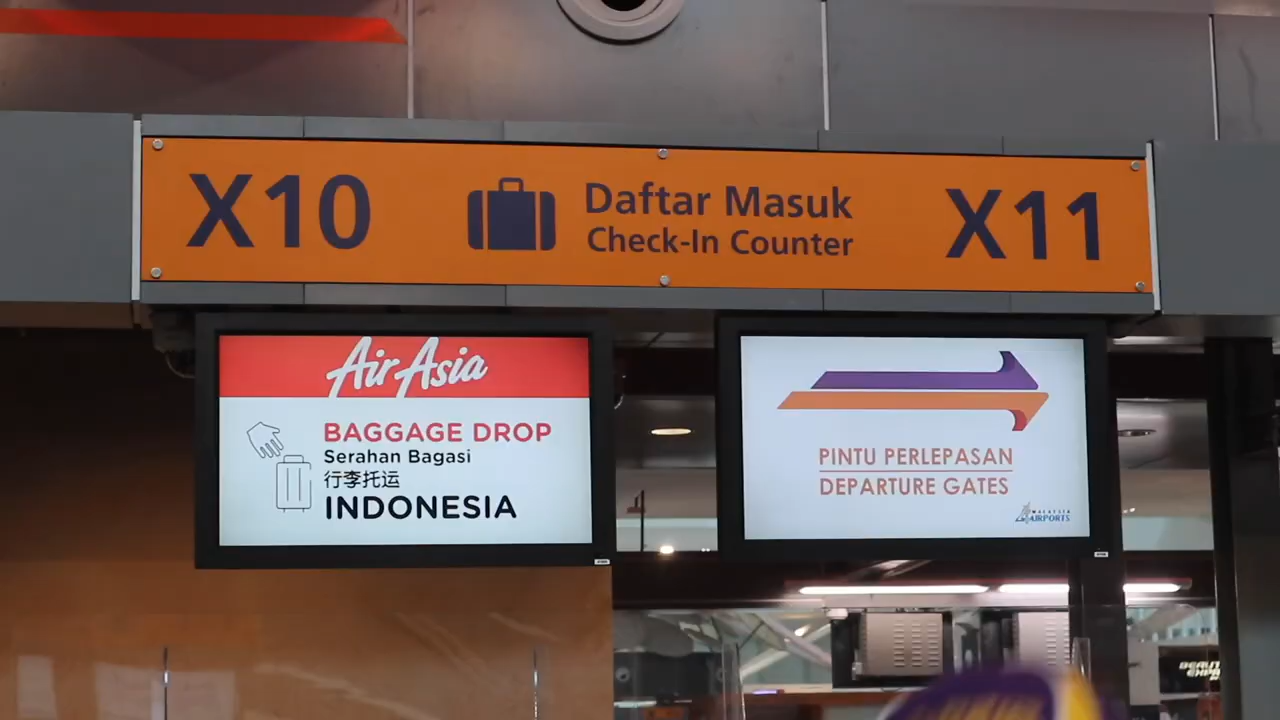 X10
Daftar Masuk
Check-In Counter
X11
AirAsia
BAGGAGE DROP
Serahan Bagasi
行李托运
INDONESIA
PINTU PERLEPASAN
DEPARTURE GATES
MALAYSIA
AIRPORTS